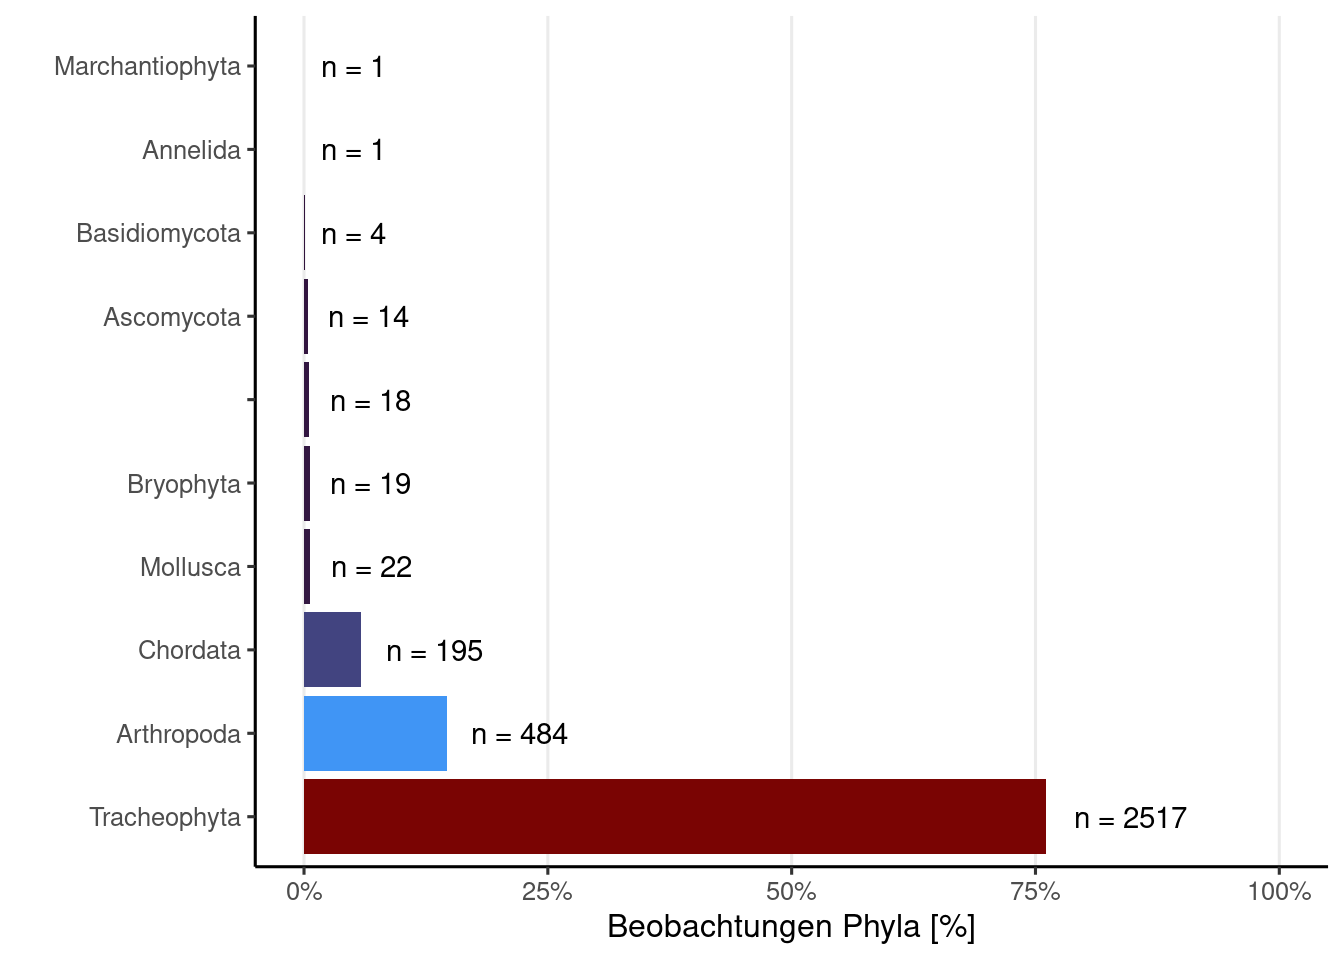 Marchantiophyta n = 1
Annelida n = 1
Basidiomycota n = 4
Ascomycota n = 14
n = 18
Bryophyta n = 19
Mollusca n = 22
Chordata n = 195
Arthropoda n = 484
Tracheophyta n = 2517
0% 25% 50% 75% 100%
Beobachtungen Phyla [%]